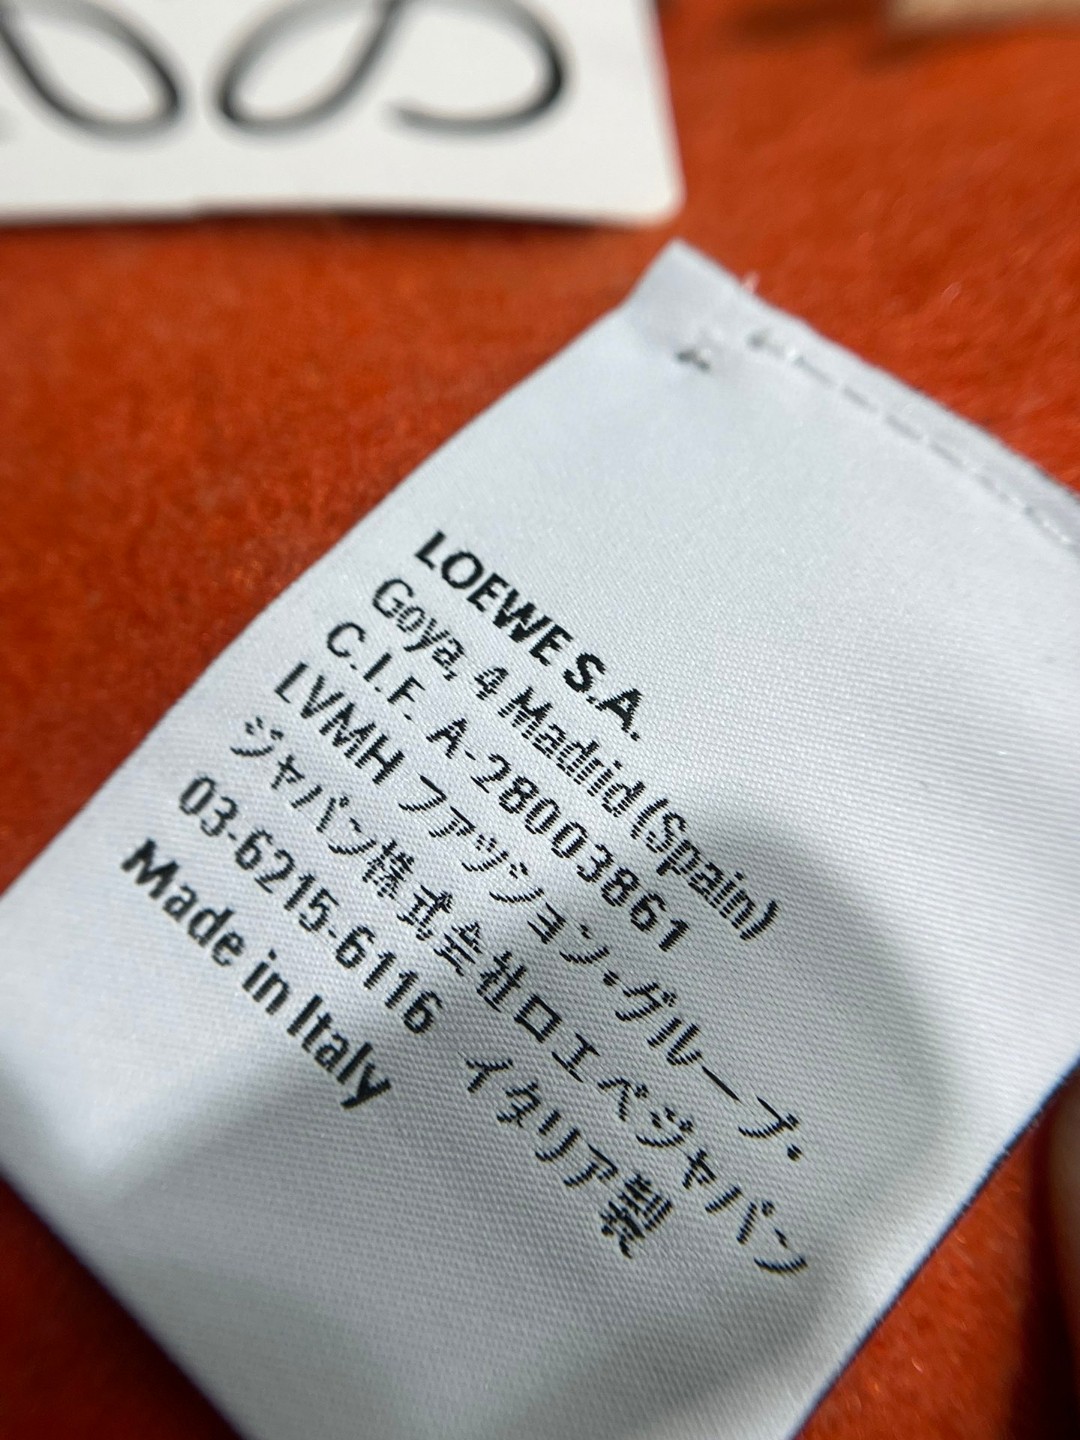 LOEWE S.A.
Goya, 4 Madrid (Spain)
C.I.F. A-28003861
LVMH ファッション・グループ・
ジャパン株式会社ロエベジャパン
03-6215-6116 イタリア製
Made in Italy